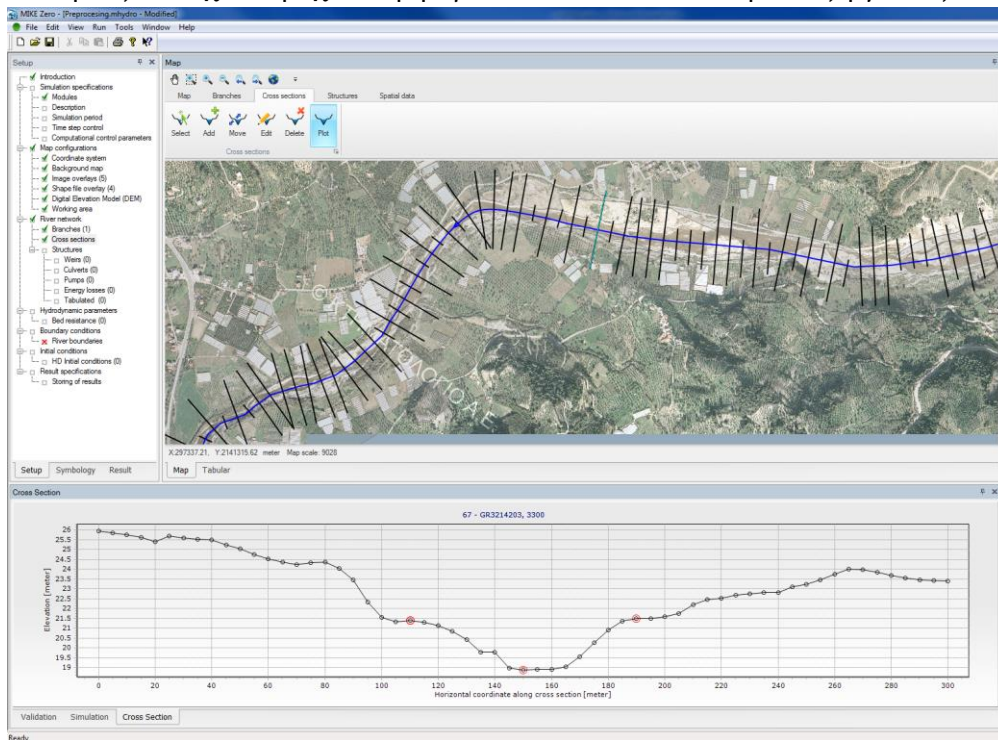 MIKE Zero - [Preprocesing.mhydro - Modified]
File Edit View Run Tools Window Help
Setup
Introduction
Simulation specifications
Modules
Description
Simulation period
Time step control
Computational control parameters
Map configurations
Coordinate system
Background map
Image overlays (5)
Shape file overlay (4)
Digital Elevation Model (DEM)
Working area
River network
Branches (1)
Cross sections
Structures
Weirs (0)
Culverts (0)
Pumps (0)
Energy losses (0)
Tabulated (0)
Hydrodynamic parameters
Bed resistance (0)
Boundary conditions
River boundaries
Initial conditions
HD Initial conditions (0)
Result specifications
Storing of results
Setup Symbology Result
Map
Map Branches Cross sections Structures Spatial data
Select Add Move Edit Delete Plot
Cross sections
X:297337.21, Y:2141315.62 meter Map scale: 9028
Map Tabular
Cross Section
67 - GR3214203, 3300
26
25.5
25
24.5
24
23.5
23
22.5
22
21.5
21
20.5
20
19.5
19
Elevation [meter]
0 20 40 60 80 100 120 140 160 180 200 220 240 260 280 300
Horizontal coordinate along cross section [meter]
Validation Simulation Cross Section
Ready